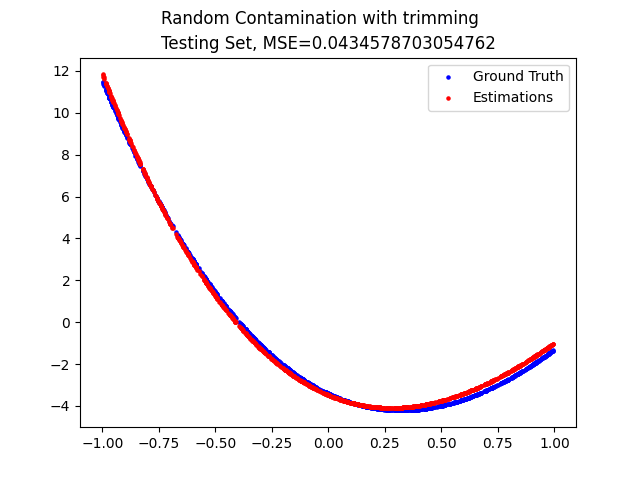 Random Contamination with trimming
Testing Set, MSE=0.0434578703054762
Ground Truth
Estimations
12
10
8
6
4
2
0
−2
−4
−1.00 −0.75 −0.50 −0.25 0.00 0.25 0.50 0.75 1.00